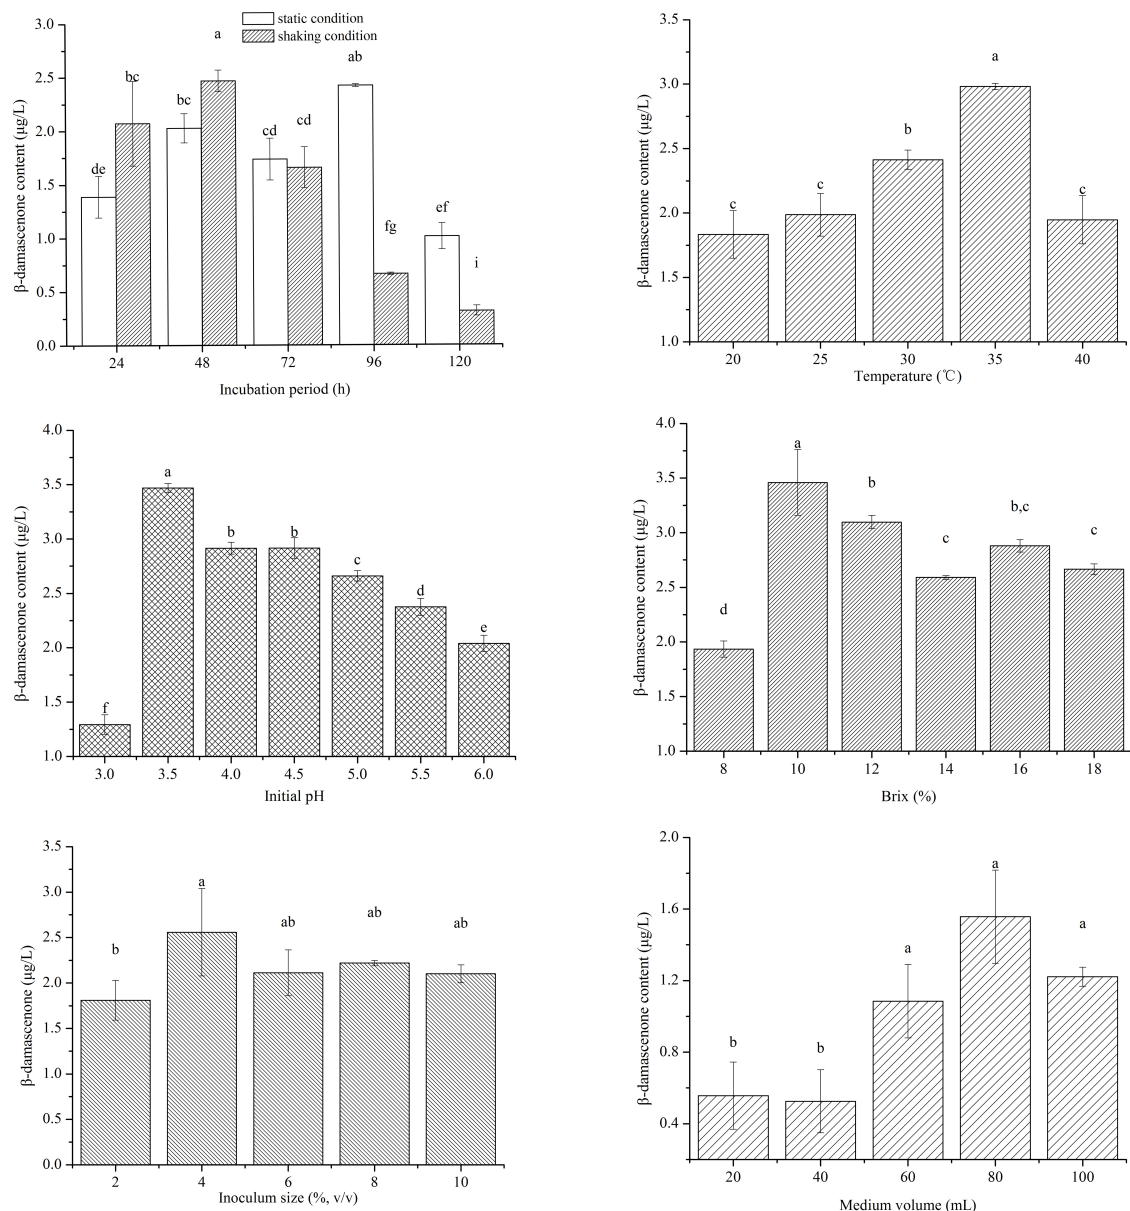 static condition
shaking condition
3.0
2.5
2.0
1.5
1.0
0.5
0.0
β-damascenone content (μg/L)
de
bc
bc
a
cd
cd
ab
fg
ef
i
24
48
72
96
120
Incubation period (h)
3.5
3.0
2.5
2.0
1.5
1.0
β-damascenone content (μg/L)
c
c
b
a
c
20
25
30
35
40
Temperature (℃)
4.0
3.5
3.0
2.5
2.0
1.5
1.0
β-damascenone content (μg/L)
f
a
b
b
c
d
e
3.0
3.5
4.0
4.5
5.0
5.5
6.0
Initial pH
4.0
3.5
3.0
2.5
2.0
1.5
1.0
β-damascenone content (μg/L)
d
a
b
c
b,c
c
8
10
12
14
16
18
Brix (%)
3.5
3.0
2.5
2.0
1.5
1.0
0.5
0.0
β-damascenone (μg/L)
b
a
ab
ab
ab
2
4
6
8
10
Inoculum size (%, v/v)
2.0
1.6
1.2
0.8
0.4
β-damascenone content (μg/L)
b
b
a
a
a
20
40
60
80
100
Medium volume (mL)